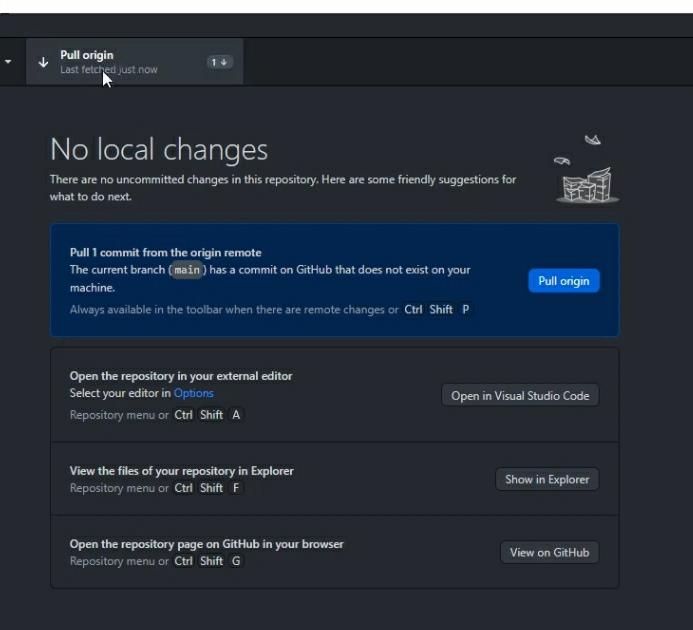 Pull origin
Last fetched just now
1
No local changes
There are no uncommitted changes in this repository. Here are some friendly suggestions for
what to do next.
Pull 1 commit from the origin remote
The current branch (main) has a commit on GitHub that does not exist on your
machine.
Always available in the toolbar when there are remote changes or Ctrl Shift P
Pull origin
Open the repository in your external editor
Select your editor in Options
Repository menu or Ctrl Shift A
Open in Visual Studio Code
View the files of your repository in Explorer
Repository menu or Ctrl Shift F
Show in Explorer
Open the repository page on GitHub in your browser
Repository menu or Ctrl Shift G
View on GitHub